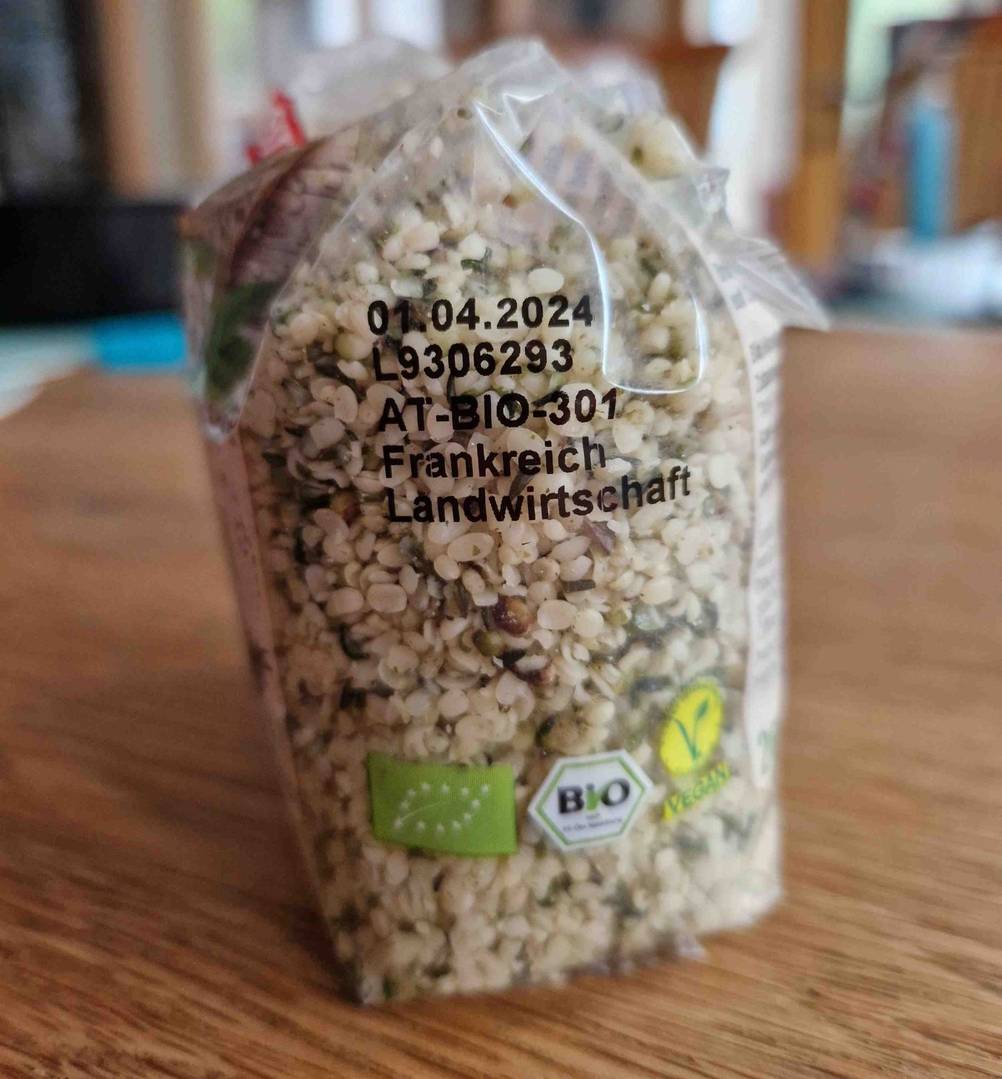 01.04.2024
L9306293
AT-BIO-301
Frankreich
Landwirtschaft
BiO
VEGAN